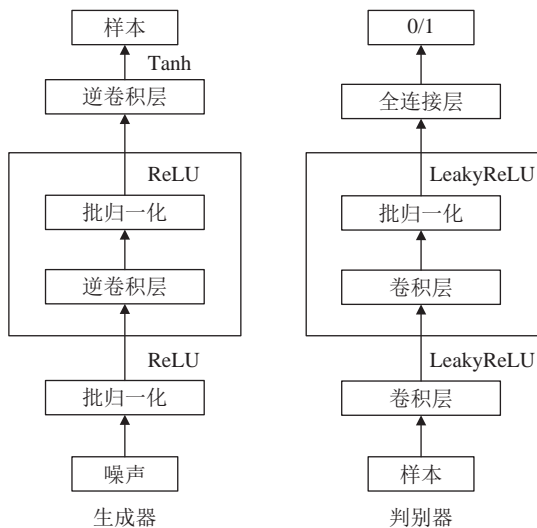 样本
Tanh
逆卷积层
ReLU
批归一化
逆卷积层
ReLU
批归一化
噪声
生成器
0/1
全连接层
LeakyReLU
批归一化
卷积层
LeakyReLU
卷积层
样本
判别器